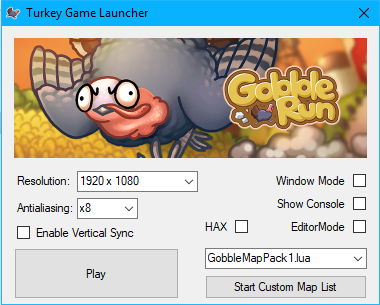 Turkey Game Launcher
Gobble
Run
Resolution: 1920 x 1080
Window Mode
Antialiasing: x8
Show Console
Enable Vertical Sync
HAX
EditorMode
Play
GobbleMapPack1.lua
Start Custom Map List